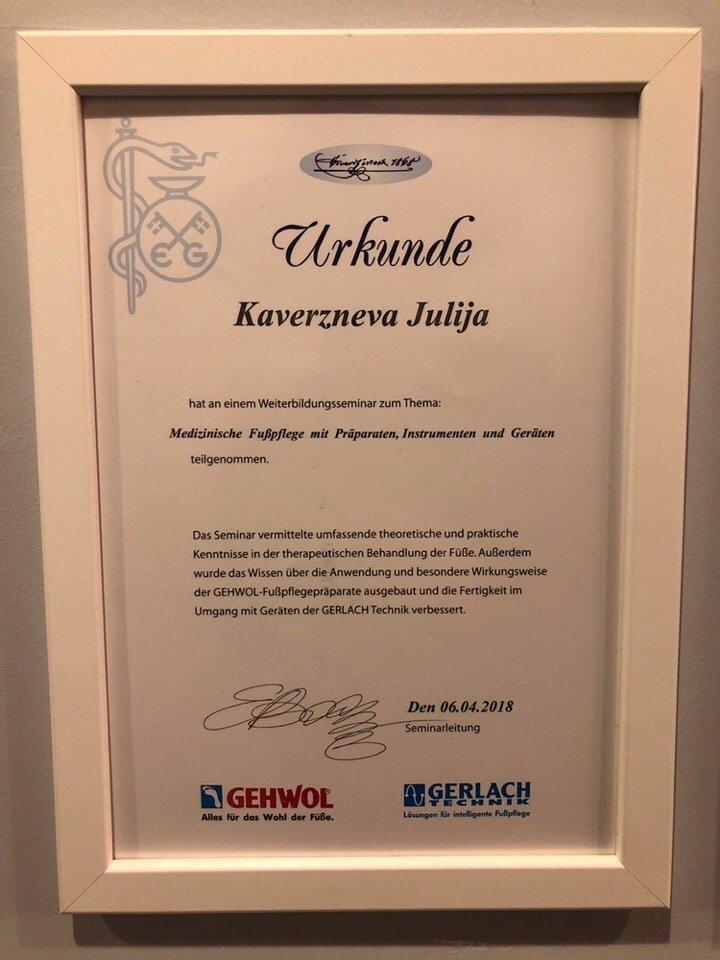 1868
EG
Urkunde
Kaverzneva Julija
hat an einem Weiterbildungsseminar zum Thema:
Medizinische Fußpflege mit Präparaten, Instrumenten und Geräten
teilgenommen.
Das Seminar vermittelte umfassende theoretische und praktische
Kenntnisse in der therapeutischen Behandlung der Füße. Außerdem
wurde das Wissen über die Anwendung und besondere Wirkungsweise
der GEHWOL-Fußpflegepräparate ausgebaut und die Fertigkeit im
Umgang mit Geräten der GERLACH Technik verbessert.
Den 06.04.2018
Seminarleitung
GEHWOL
Alles für das Wohl der Füße.
GERLACH
TECHNIK
Lösungen für intelligente Fußpflege